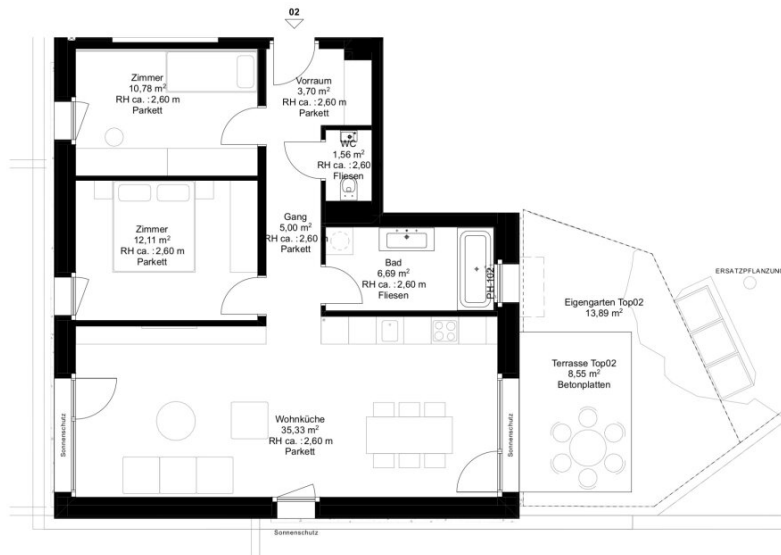 02
Zimmer
10,78 m²
RH ca. : 2,60 m
Parkett
Vorraum
3,70 m²
RH ca. : 2,60 m
Parkett
WC
1,56 m²
RH ca. : 2,60
Fliesen
Zimmer
12,11 m²
RH ca. : 2,60 m
Parkett
Gang
5,00 m²
RH ca. : 2,60 m
Parkett
Bad
6,69 m²
RH ca. : 2,60 m
Fliesen
PH 102
ERSATZPFLANZUNG
Eigengarten Top02
13,89 m²
Terrasse Top02
8,55 m²
Betonplatten
Sonnenschutz
Wohnküche
35,33 m²
RH ca. : 2,60 m
Parkett
Sonnenschutz
Sonnenschutz